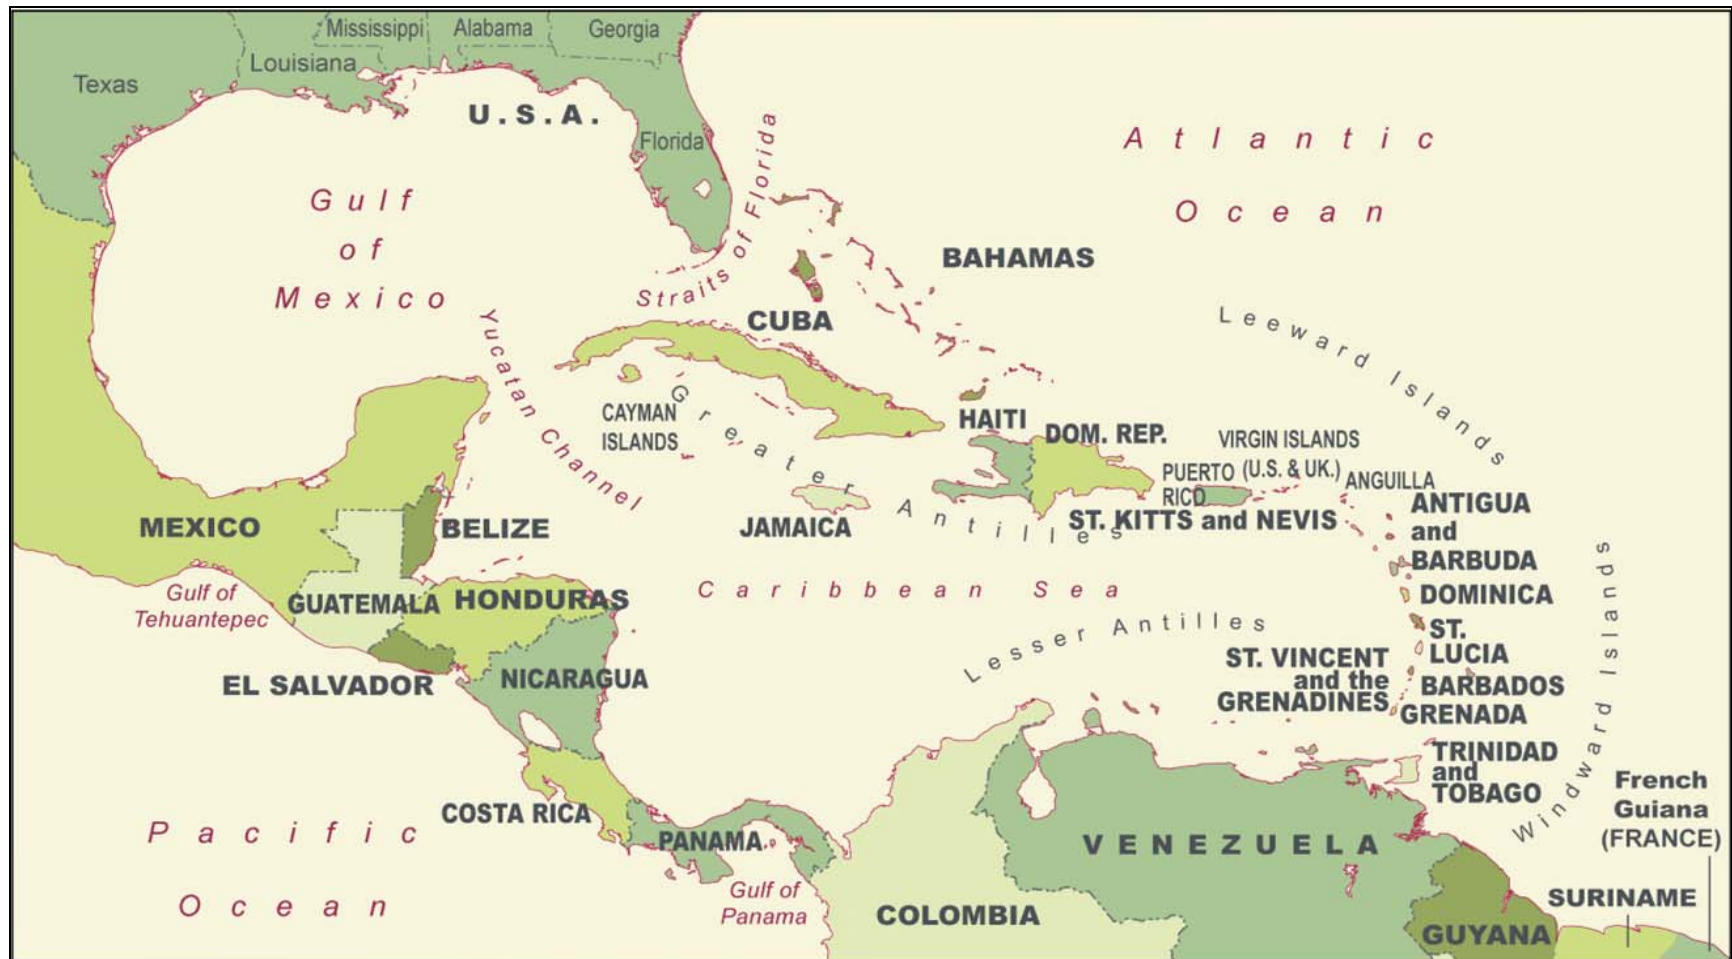 Mississippi
Alabama
Georgia
Louisiana
Texas
U.S.A.
Florida
Straits of Florida
Atlantic
Ocean
Gulf
of
Mexico
BAHAMAS
Yucatan Channel
CUBA
Leeward Islands
CAYMAN
ISLANDS
Greater Antilles
HAITI
DOM. REP.
VIRGIN ISLANDS
(U.S. & UK.)
PUERTO
RICO
ANGUILLA
ANTIGUA
and
BARBUDA
MEXICO
BELIZE
JAMAICA
ST. KITTS and NEVIS
Gulf of
Tehuantepec
GUATEMALA
HONDURAS
Caribbean Sea
DOMINICA
Windward Islands
Lesser Antilles
ST.
LUCIA
EL SALVADOR
NICARAGUA
ST. VINCENT
and the
GRENADINES
BARBADOS
GRENADA
TRINIDAD
and
TOBAGO
French
Guiana
(FRANCE)
COSTA RICA
PANAMA
VENEZUELA
Pacific
Ocean
Gulf of
Panama
COLOMBIA
SURINAME
GUYANA